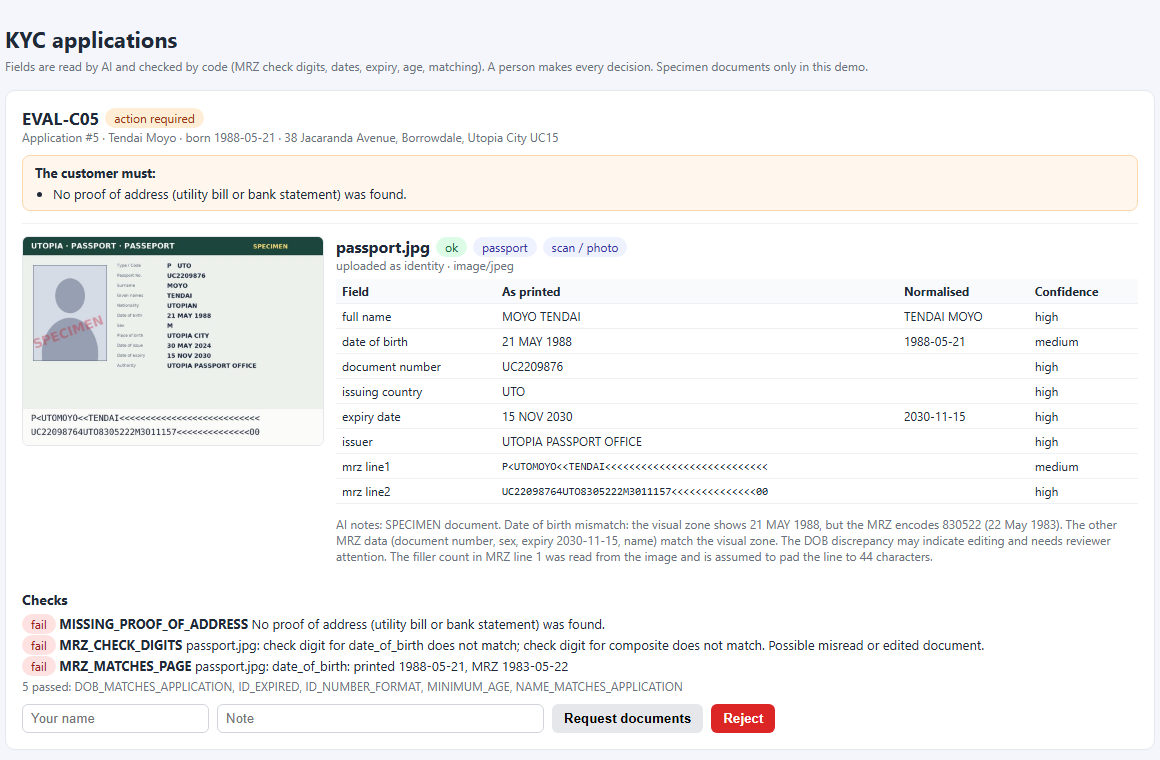 KYC applications
Fields are read by AI and checked by code (MRZ check digits, dates, expiry, age, matching). A person makes every decision. Specimen documents only in this demo.
EVAL-C05 action required
Application #5 · Tendai Moyo · born 1988-05-21 · 38 Jacaranda Avenue, Borrowdale, Utopia City UC15
The customer must:
• No proof of address (utility bill or bank statement) was found.
UTOPIA · PASSPORT · PASSEPORT SPECIMEN
Type / Code P UTO
Passport No. UC2209876
Surname MOYO
Given names TENDAI
Nationality UTOPIAN
Date of birth 21 MAY 1988
Sex M
Place of birth UTOPIA CITY
Date of issue 30 MAY 2024
Date of expiry 15 NOV 2030
Authority UTOPIA PASSPORT OFFICE
SPECIMEN
P<UTOMOYO<<TENDAI<<<<<<<<<<<<<<<<<<<<<<<<<<<
UC22098764UTO8305222M3011157<<<<<<<<<<<<<<00
passport.jpg ok passport scan / photo
uploaded as identity · image/jpeg
Field As printed Normalised Confidence
full name MOYO TENDAI TENDAI MOYO high
date of birth 21 MAY 1988 1988-05-21 medium
document number UC2209876 high
issuing country UTO high
expiry date 15 NOV 2030 2030-11-15 high
issuer UTOPIA PASSPORT OFFICE high
mrz line1 P<UTOMOYO<<TENDAI<<<<<<<<<<<<<<<<<<<<<<<<<<< medium
mrz line2 UC22098764UTO8305222M3011157<<<<<<<<<<<<<<00 high
AI notes: SPECIMEN document. Date of birth mismatch: the visual zone shows 21 MAY 1988, but the MRZ encodes 830522 (22 May 1983). The other
MRZ data (document number, sex, expiry 2030-11-15, name) match the visual zone. The DOB discrepancy may indicate editing and needs reviewer
attention. The filler count in MRZ line 1 was read from the image and is assumed to pad the line to 44 characters.
Checks
fail MISSING_PROOF_OF_ADDRESS No proof of address (utility bill or bank statement) was found.
fail MRZ_CHECK_DIGITS passport.jpg: check digit for date_of_birth does not match; check digit for composite does not match. Possible misread or edited document.
fail MRZ_MATCHES_PAGE passport.jpg: date_of_birth: printed 1988-05-21, MRZ 1983-05-22
5 passed: DOB_MATCHES_APPLICATION, ID_EXPIRED, ID_NUMBER_FORMAT, MINIMUM_AGE, NAME_MATCHES_APPLICATION
Your name Note Request documents Reject